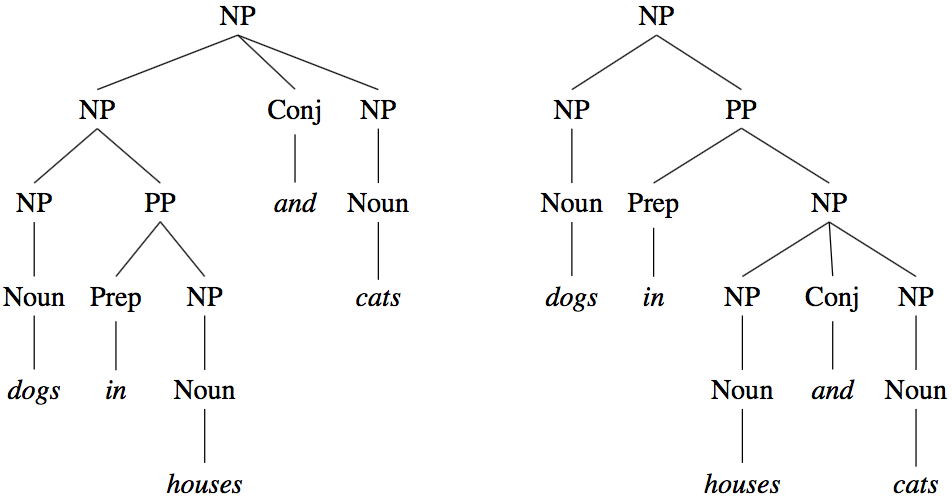 NP NP
NP Conj NP NP PP
NP PP and Noun Noun Prep NP
Noun Prep NP cats dogs in NP Conj NP
dogs in Noun Noun and Noun
houses houses cats